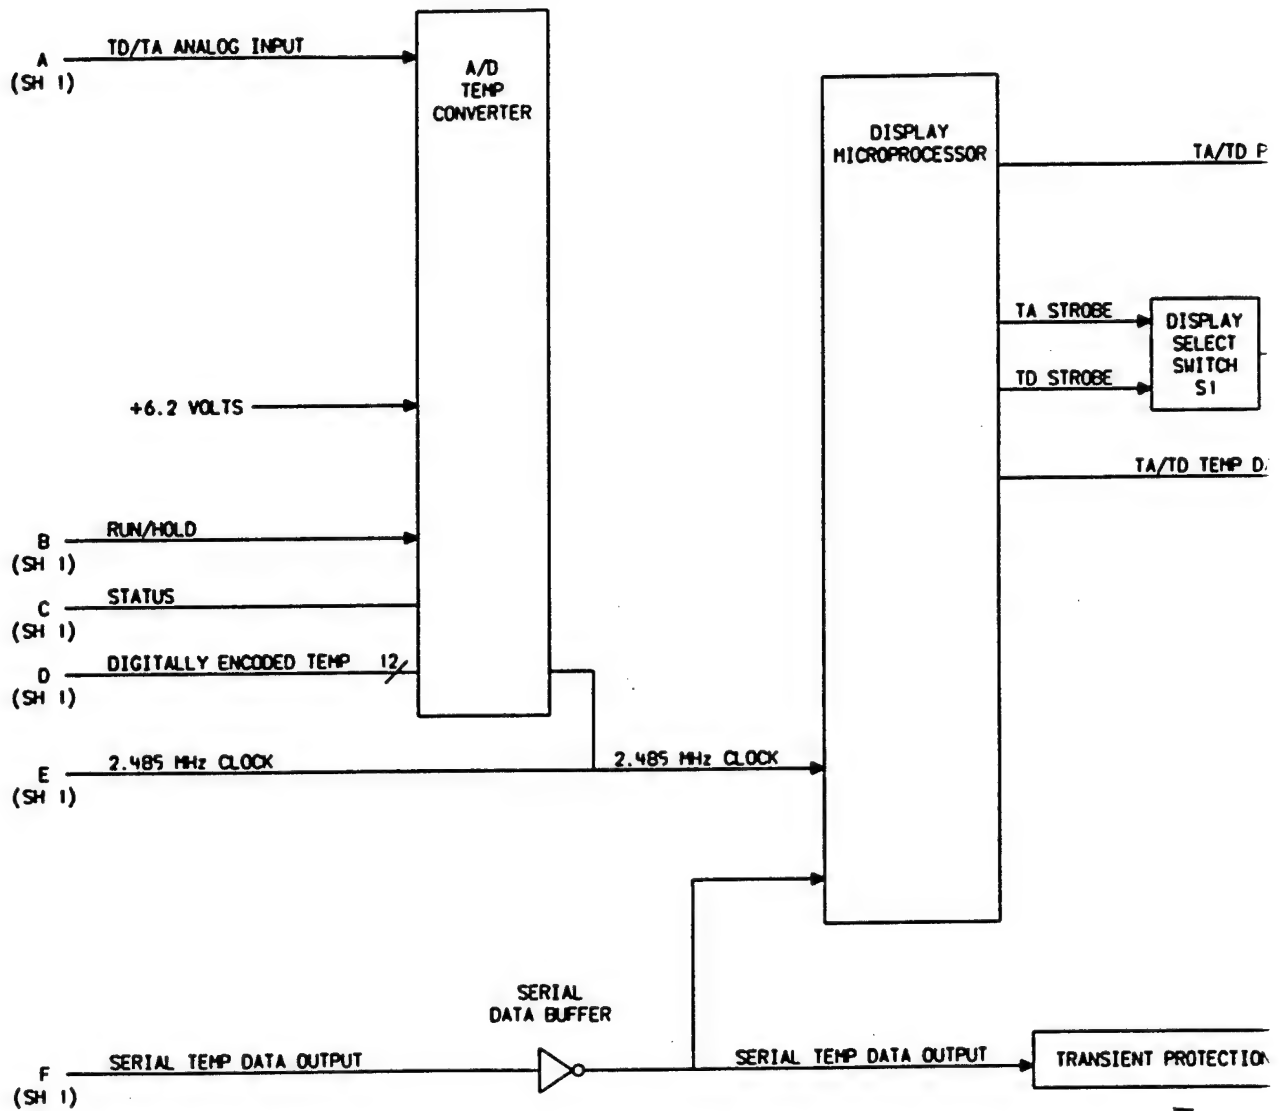 TD/TA ANALOG INPUT
A
(SH 1)
A/D
TEMP
CONVERTER
DISPLAY
MICROPROCESSOR
TA/TD
TA STROBE
DISPLAY
SELECT
SWITCH
S1
TD STROBE
+6.2 VOLTS
TA/TD TEMP
RUN/HOLD
B
(SH 1)
STATUS
C
(SH 1)
DIGITALLY ENCODED TEMP 12
D
(SH 1)
2.485 MHz CLOCK
E
(SH 1)
2.485 MHz CLOCK
SERIAL
DATA BUFFER
SERIAL TEMP DATA OUTPUT
F
(SH 1)
SERIAL TEMP DATA OUTPUT
TRANSIENT PROTECTION